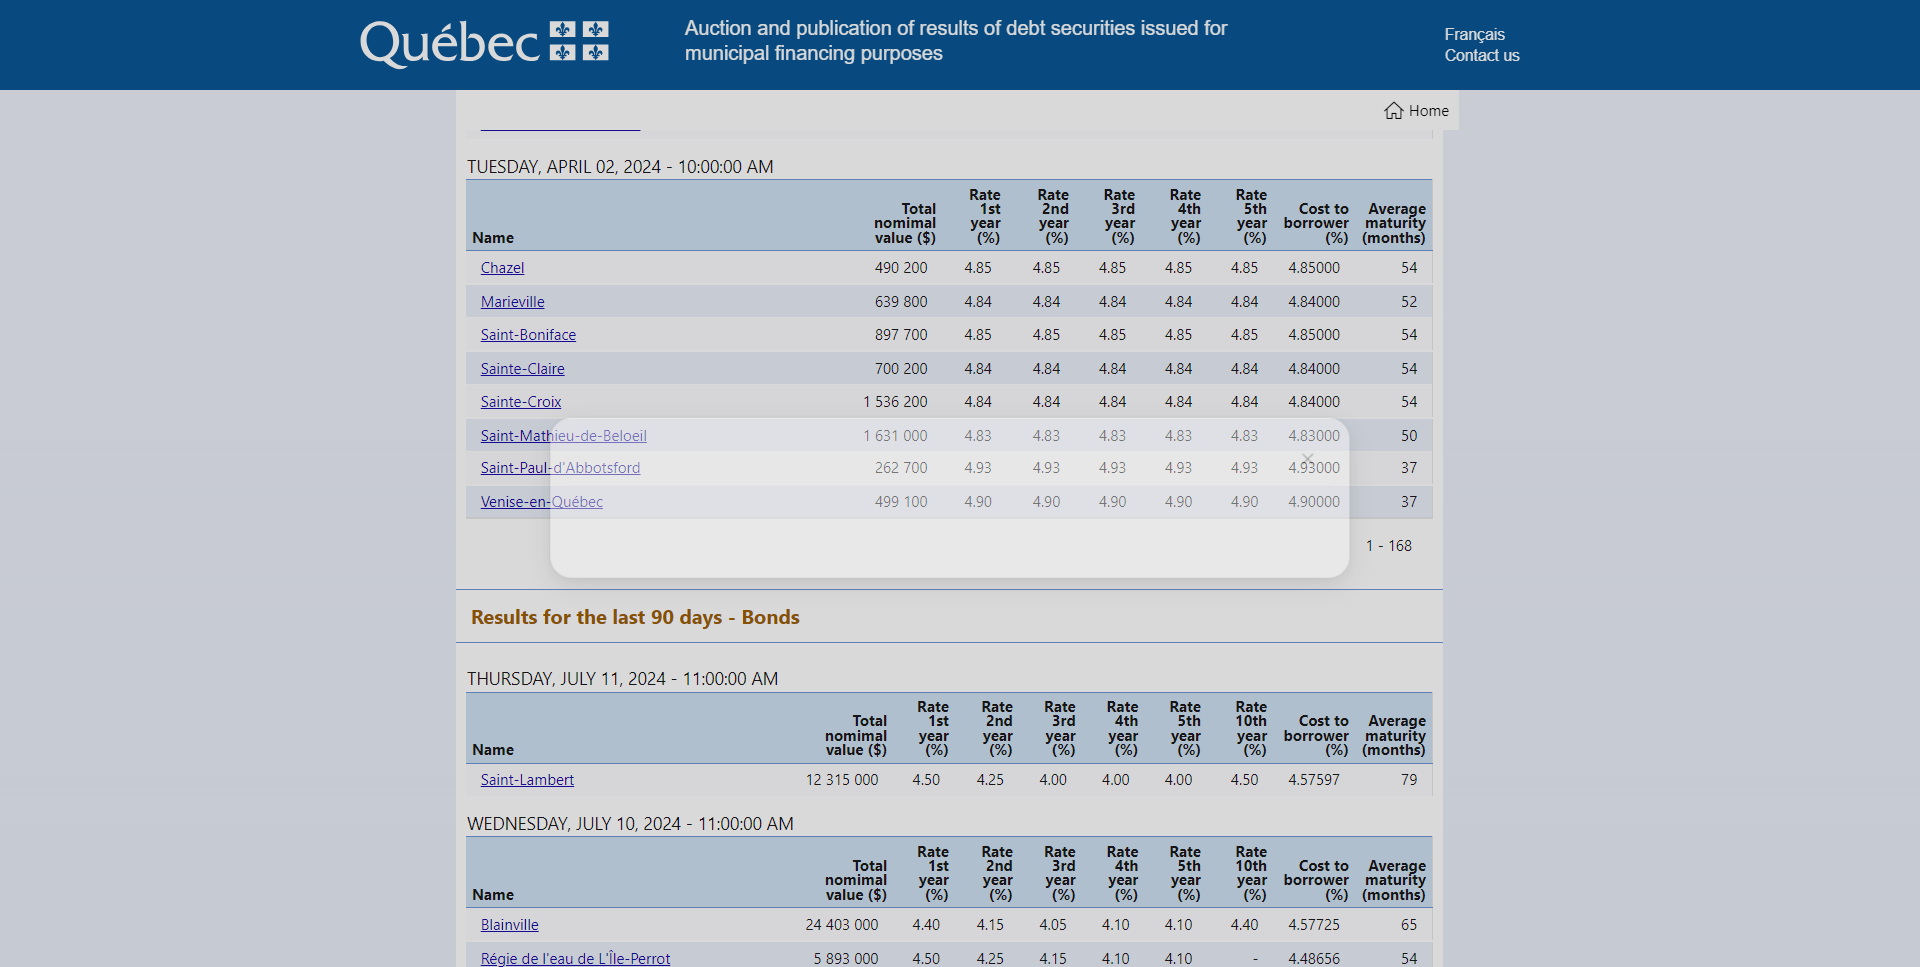 Québec
Auction and publication of results of debt securities issued for
municipal financing purposes
Français
Contact us
Home
TUESDAY, APRIL 02, 2024 - 10:00:00 AM
Name Total nomimal value ($) Rate 1st year (%) Rate 2nd year (%) Rate 3rd year (%) Rate 4th year (%) Rate 5th year (%) Cost to borrower (%) Average maturity (months)
Chazel 490 200 4.85 4.85 4.85 4.85 4.85 4.85000 54
Marieville 639 800 4.84 4.84 4.84 4.84 4.84 4.84000 52
Saint-Boniface 897 700 4.85 4.85 4.85 4.85 4.85 4.85000 54
Sainte-Claire 700 200 4.84 4.84 4.84 4.84 4.84 4.84000 54
Sainte-Croix 1 536 200 4.84 4.84 4.84 4.84 4.84 4.84000 54
Saint-Mathieu-de-Beloeil 1 631 000 4.83 4.83 4.83 4.83 4.83 4.83000 50
Saint-Paul-d'Abbotsford 262 700 4.93 4.93 4.93 4.93 4.93 4.93000 37
Venise-en-Québec 499 100 4.90 4.90 4.90 4.90 4.90 4.90000 37
1 - 168
Results for the last 90 days - Bonds
THURSDAY, JULY 11, 2024 - 11:00:00 AM
Name Total nomimal value ($) Rate 1st year (%) Rate 2nd year (%) Rate 3rd year (%) Rate 4th year (%) Rate 5th year (%) Rate 10th year (%) Cost to borrower (%) Average maturity (months)
Saint-Lambert 12 315 000 4.50 4.25 4.00 4.00 4.00 4.50 4.57597 79
WEDNESDAY, JULY 10, 2024 - 11:00:00 AM
Name Total nomimal value ($) Rate 1st year (%) Rate 2nd year (%) Rate 3rd year (%) Rate 4th year (%) Rate 5th year (%) Rate 10th year (%) Cost to borrower (%) Average maturity (months)
Blainville 24 403 000 4.40 4.15 4.05 4.10 4.10 4.40 4.57725 65
Régie de l'eau de L'Île-Perrot 5 893 000 4.50 4.25 4.15 4.10 4.10 - 4.48656 54